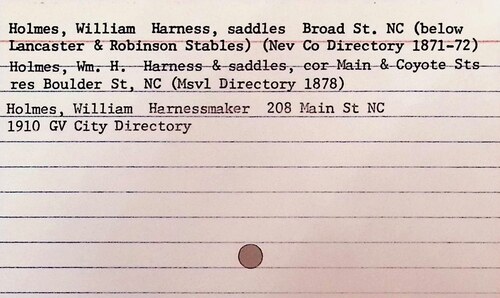 Holmes, William Harness, saddles Broad St. NC (below
Lancaster & Robinson Stables) (Nev Co Directory 1871-72)
Holmes, Wm. H. Harness & saddles, cor Main & Coyote Sts
res Boulder St, NC (Msvl Directory 1878)
Holmes, William Harnessmaker 208 Main St NC
1910 GV City Directory